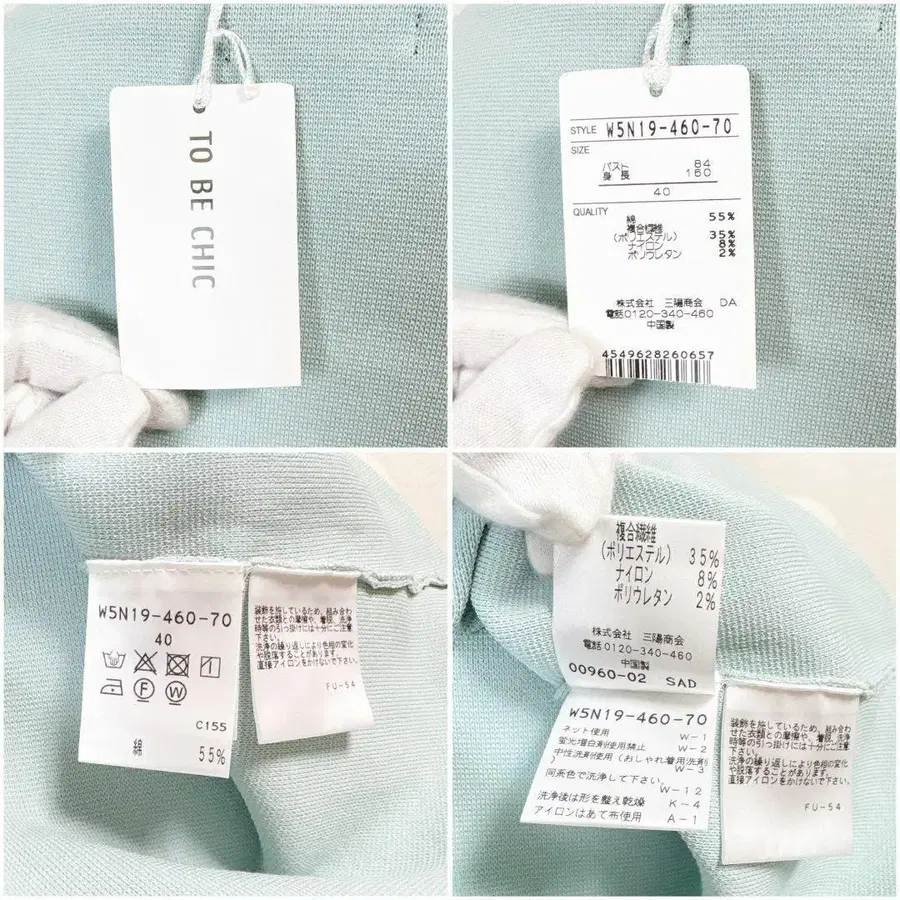 TO BE CHIC
STYLE W5N19-460-70
SIZE
バスト 84
身長 160
40
QUALITY
綿 55%
複合繊維
(ポリエステル) 35%
ナイロン 8%
ポリウレタン 2%
株式会社 三陽商会 DA
電話0120-340-460
中国製
4549628260657
W5N19-460-70
40
C155
綿 55%
装飾を施しているため、組み合わ
せた衣類との摩擦や、着脱、洗浄
時等の引っ掛けには十分にご注意
下さい。
洗浄の繰り返しにより色相の変化
や脱落することがあります。
直接アイロンをかけないで下さい。
FU-54
複合繊維
(ポリエステル) 35%
ナイロン 8%
ポリウレタン 2%
株式会社 三陽商会
電話0120-340-460
中国製
00960-02 SAD
W5N19-460-70
ネット使用 W-1
蛍光増白剤使用禁止 W-2
中性洗剤使用(おしゃれ着用洗剤
) W-3
同系色で洗浄して下さい。
W-12
洗浄後は形を整え乾燥 K-4
アイロンはあて布使用 A-1
装飾を施しているため、組み合わ
せた衣類との摩擦や、着脱、洗浄
時等の引っ掛けには十分にご注意
下さい。
洗浄の繰り返しにより色相の変化
や脱落することがあります。
直接アイロンをかけないで下さい。
FU-54